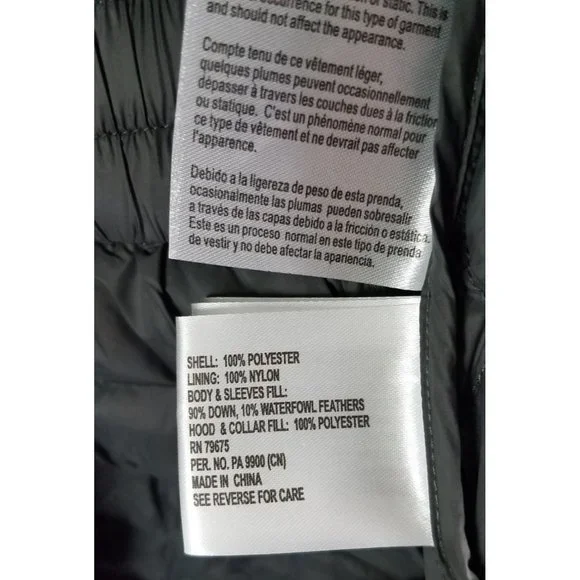 or static. This is
occurrence for this type of garment
and should not affect the appearance.
Compte tenu de ce vêtement léger,
quelques plumes peuvent occasionnellement
dépasser à travers les couches dues à la friction
ou statique. C'est un phénomène normal pour
ce type de vêtement et ne devrait pas affecter
l'apparence.
Debido a la ligereza de peso de esta prenda,
ocasionalmente las plumas pueden sobresalir
a través de las capas debido a la fricción o estática.
Este es un proceso normal en este tipo de prenda
de vestir y no debe afectar la apariencia.
SHELL: 100% POLYESTER
LINING: 100% NYLON
BODY & SLEEVES FILL:
90% DOWN, 10% WATERFOWL FEATHERS
HOOD & COLLAR FILL: 100% POLYESTER
RN 79675
PER. NO. PA 9900 (CN)
MADE IN CHINA
SEE REVERSE FOR CARE